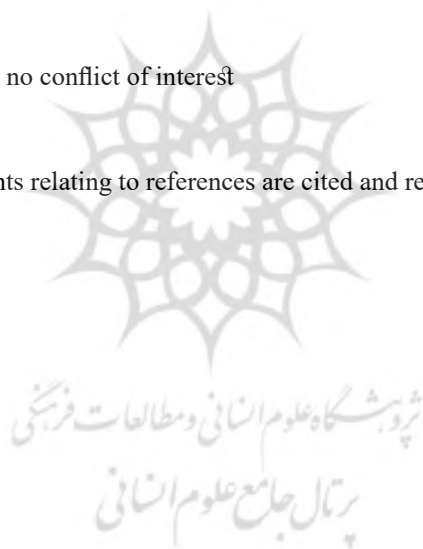 no conflict of interest
nts relating to references are cited and re
پژوهشگاه علوم انسانی و مطالعات فرهنگی
پرتال جامع علوم انسانی